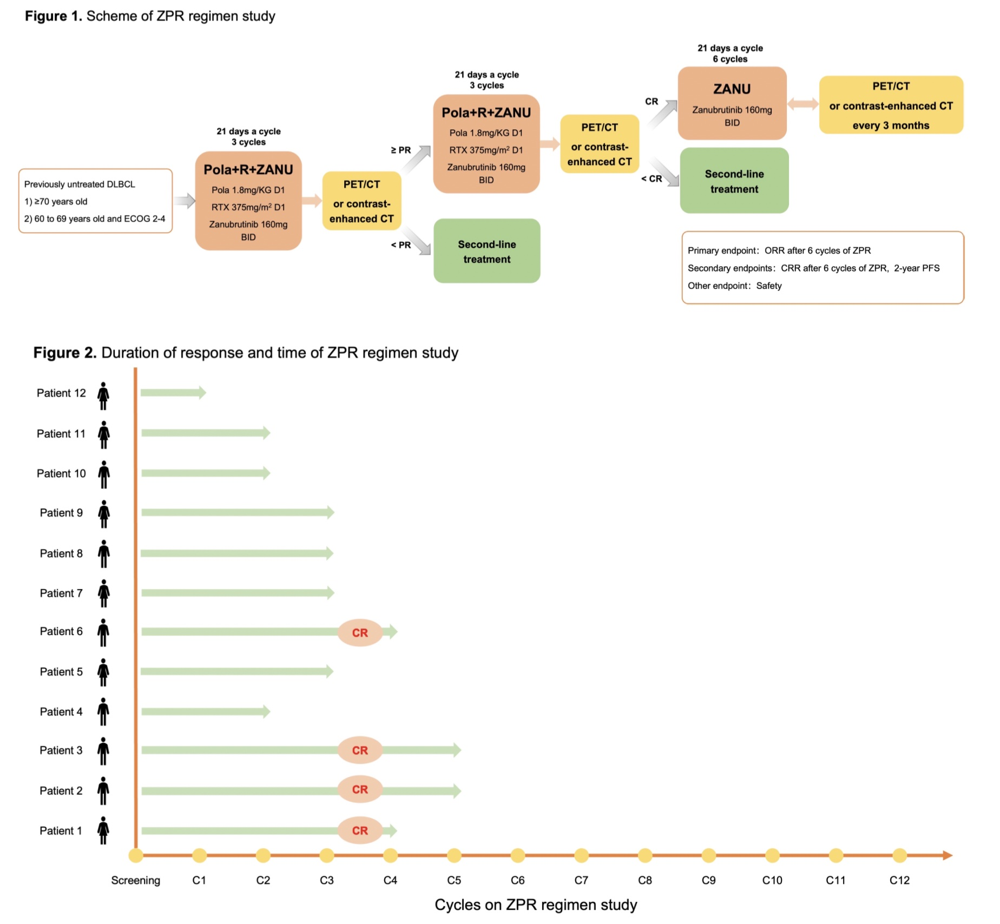 Figure 1. Scheme of ZPR regimen study
Previously untreated DLBCL
1) ≥70 years old
2) 60 to 69 years old and ECOG 2-4
21 days a cycle
3 cycles
Pola+R+ZANU
Pola 1.8mg/KG D1
RTX 375mg/m² D1
Zanubrutinib 160mg
BID
PET/CT
or contrast-
enhanced CT
≥ PR
< PR
21 days a cycle
3 cycles
Pola+R+ZANU
Pola 1.8mg/KG D1
RTX 375mg/m² D1
Zanubrutinib 160mg
BID
Second-line
treatment
PET/CT
or contrast-
enhanced CT
CR
< CR
21 days a cycle
6 cycles
ZANU
Zanubrutinib 160mg
BID
Second-line
treatment
PET/CT
or contrast-enhanced CT
every 3 months
Primary endpoint: ORR after 6 cycles of ZPR
Secondary endpoints: CRR after 6 cycles of ZPR, 2-year PFS
Other endpoint: Safety
Figure 2. Duration of response and time of ZPR regimen study
Patient 12
Patient 11
Patient 10
Patient 9
Patient 8
Patient 7
Patient 6 CR
Patient 5
Patient 4
Patient 3 CR
Patient 2 CR
Patient 1 CR
Screening C1 C2 C3 C4 C5 C6 C7 C8 C9 C10 C11 C12
Cycles on ZPR regimen study